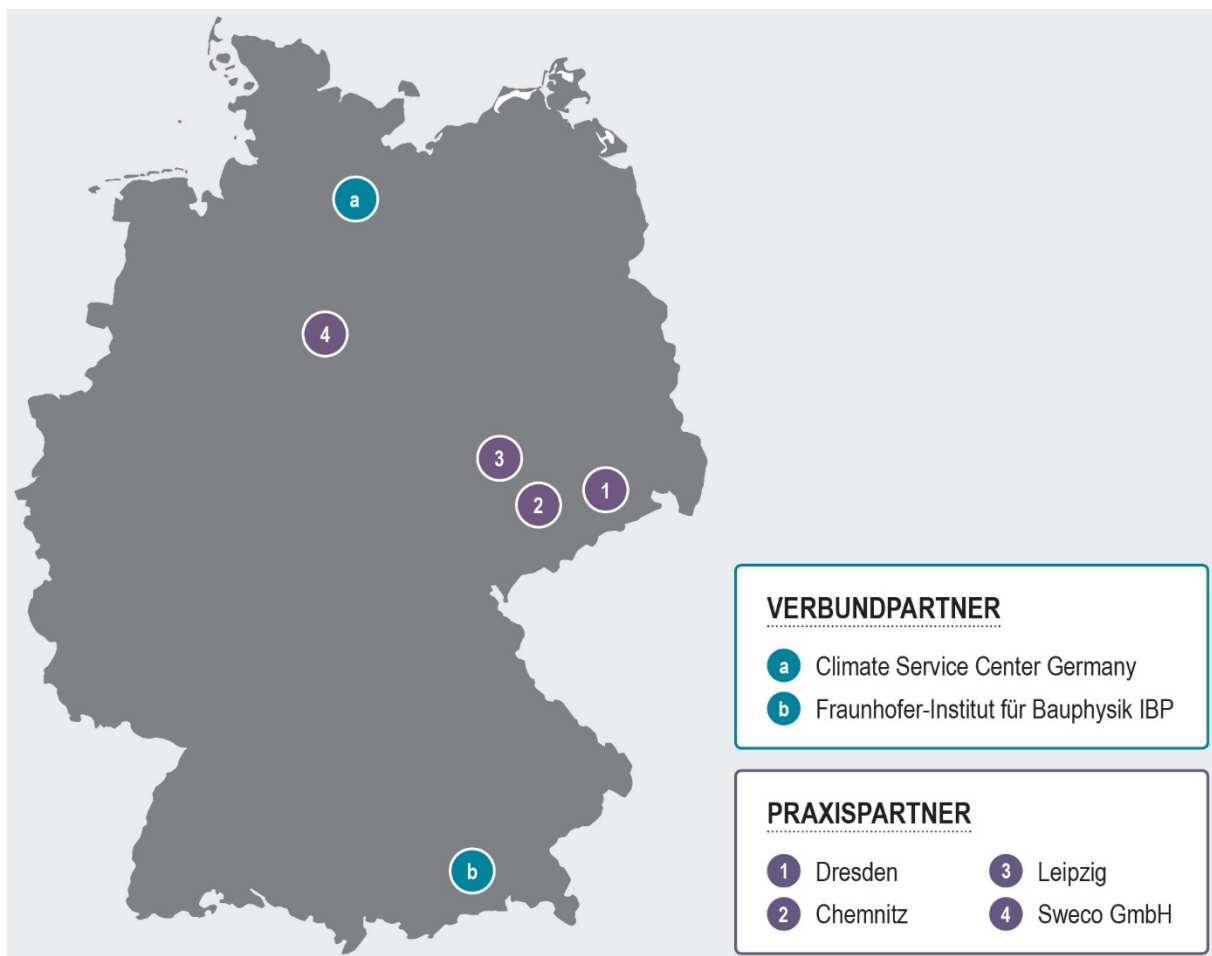 a
4
3
2
1
b
VERBUNDPARTNER
a Climate Service Center Germany
b Fraunhofer-Institut für Bauphysik IBP
PRAXISPARTNER
1 Dresden
2 Chemnitz
3 Leipzig
4 Sweco GmbH